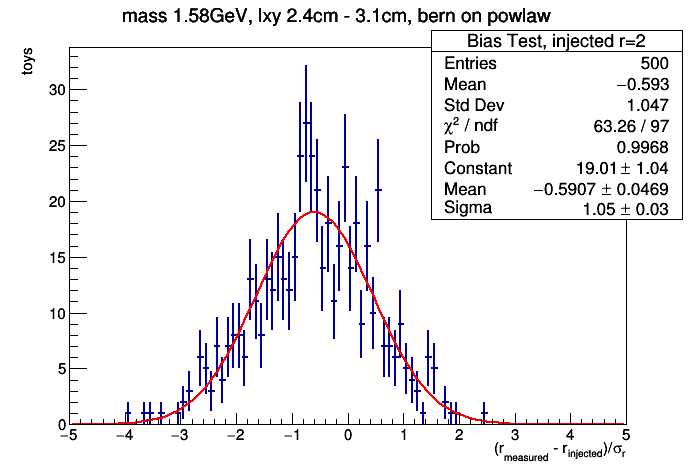 mass 1.58GeV, lxy 2.4cm - 3.1cm, bern on powlaw
Bias Test, injected r=2
Entries 500
Mean −0.593
Std Dev 1.047
χ² / ndf 63.26 / 97
Prob 0.9968
Constant 19.01 ± 1.04
Mean −0.5907 ± 0.0469
Sigma 1.05 ± 0.03
toys
30
25
20
15
10
5
0
−5 −4 −3 −2 −1 0 1 2 3 4 5
(r_measured - r_injected)/σ_r